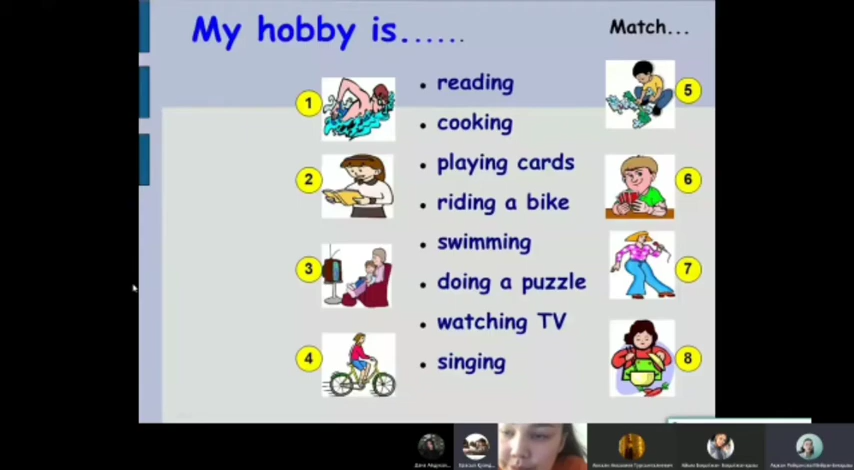 My hobby is......
Match...
1
2
3
4
reading
cooking
playing cards
riding a bike
swimming
doing a puzzle
watching TV
singing
5
6
7
8